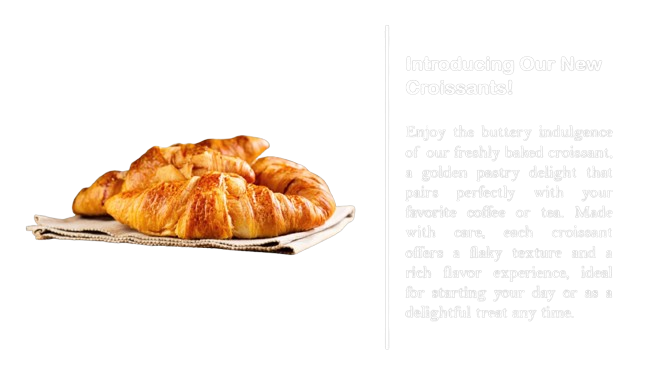 Introducing Our New
Croissants!
Enjoy the buttery indulgence
of our freshly baked croissant,
a golden pastry delight that
pairs perfectly with your
favorite coffee or tea. Made
with care, each croissant
offers a flaky texture and a
rich flavor experience, ideal
for starting your day or as a
delightful treat any time.